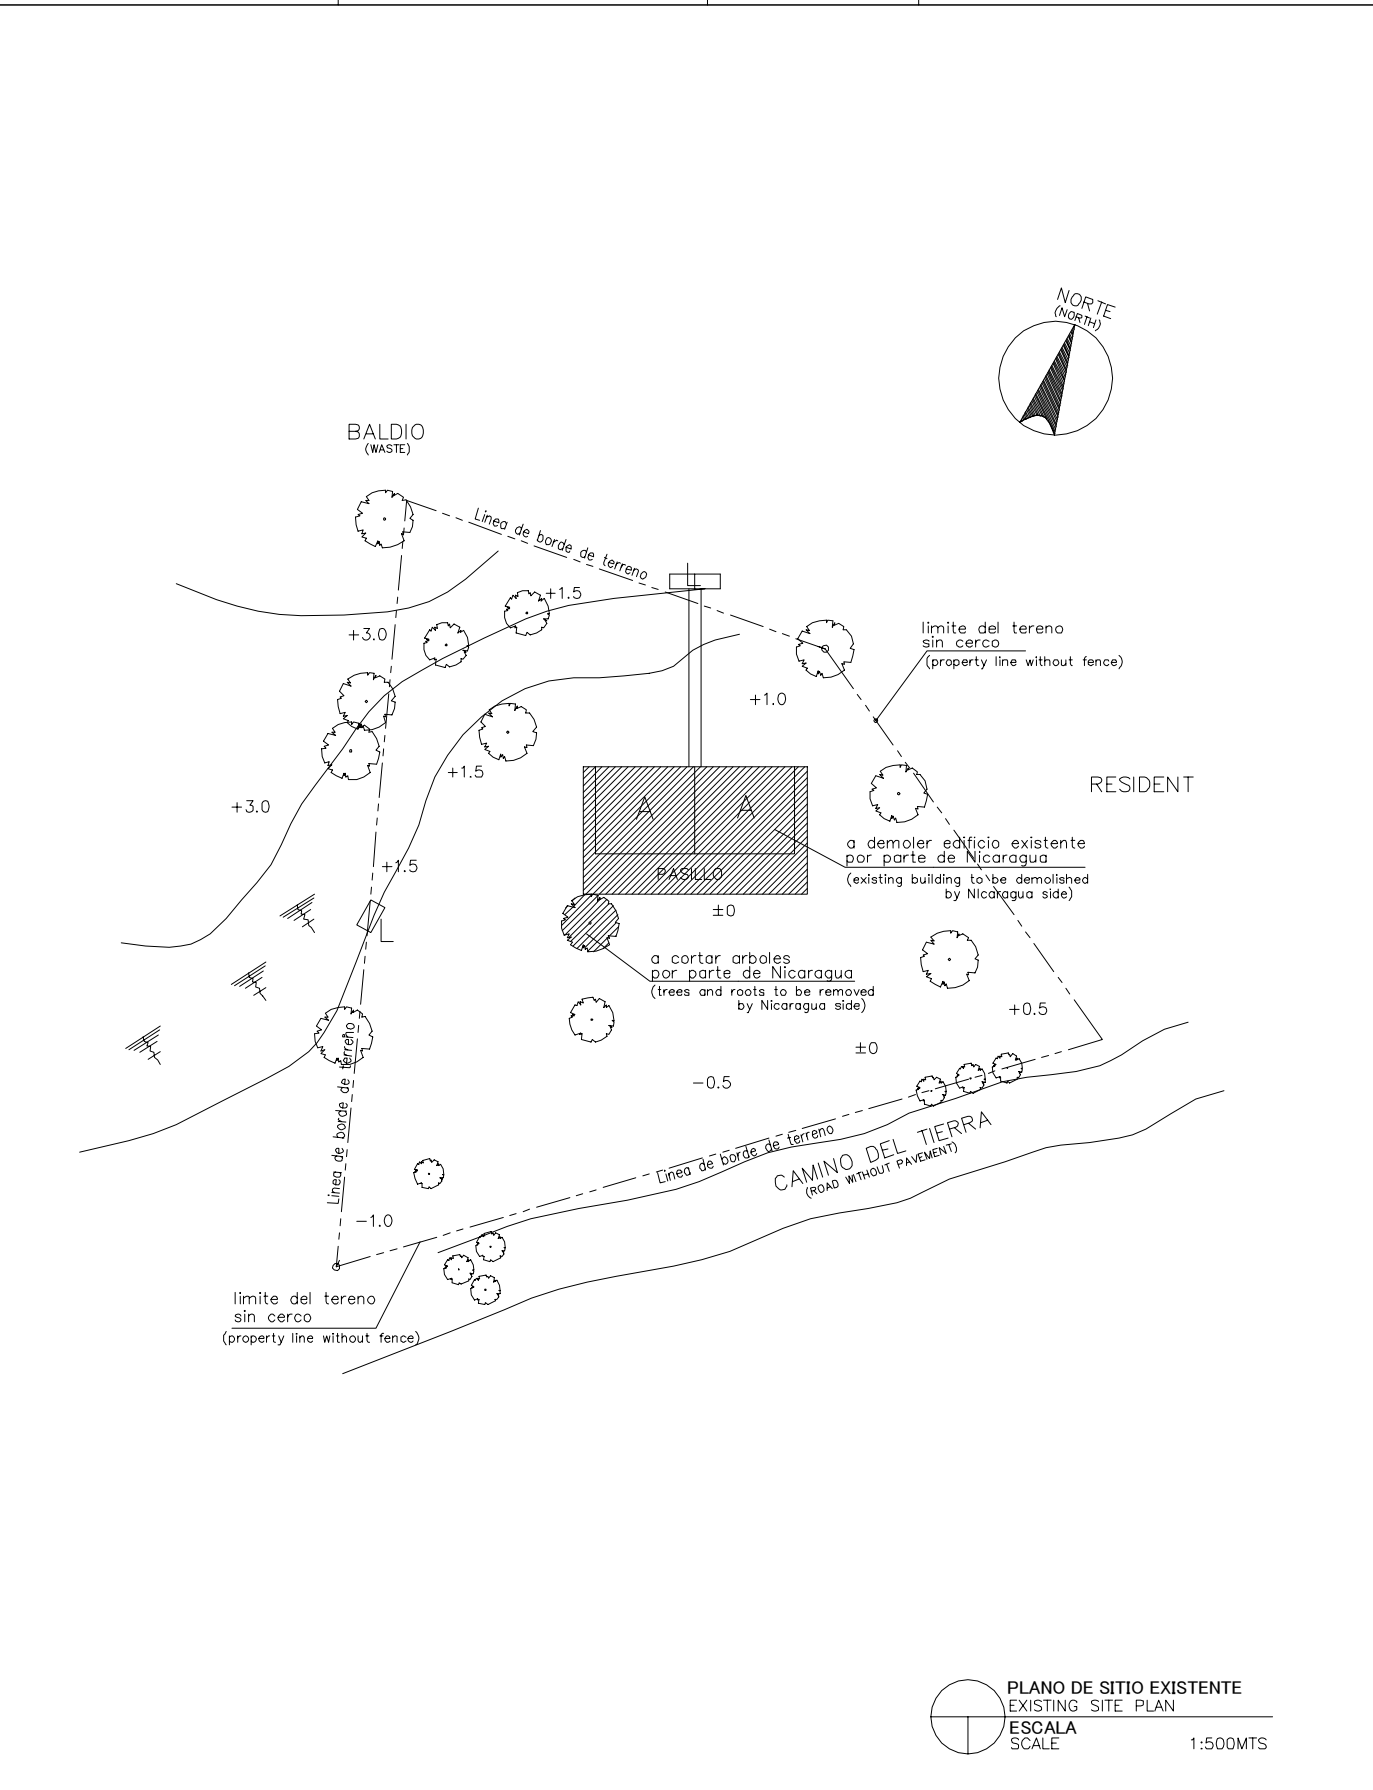 NORTE
(NORTH)
BALDIO
(WASTE)
Linea de borde de terreno
+1.5
+3.0
limite del tereno
sin cerco
(property line without fence)
+1.0
+1.5
RESIDENT
+3.0
A
A
a demoler edificio existente
por parte de Nicaragua
(existing building to be demolished
by Nicaragua side)
+1.5
PASILLO
±0
L
L
a cortar arboles
por parte de Nicaragua
(trees and roots to be removed
by Nicaragua side)
+0.5
±0
-0.5
Linea de borde de terreno
Linea de borde de terreno
CAMINO DEL TIERRA
(ROAD WITHOUT PAVEMENT)
-1.0
limite del tereno
sin cerco
(property line without fence)
PLANO DE SITIO EXISTENTE
EXISTING SITE PLAN
ESCALA
SCALE 1:500MTS